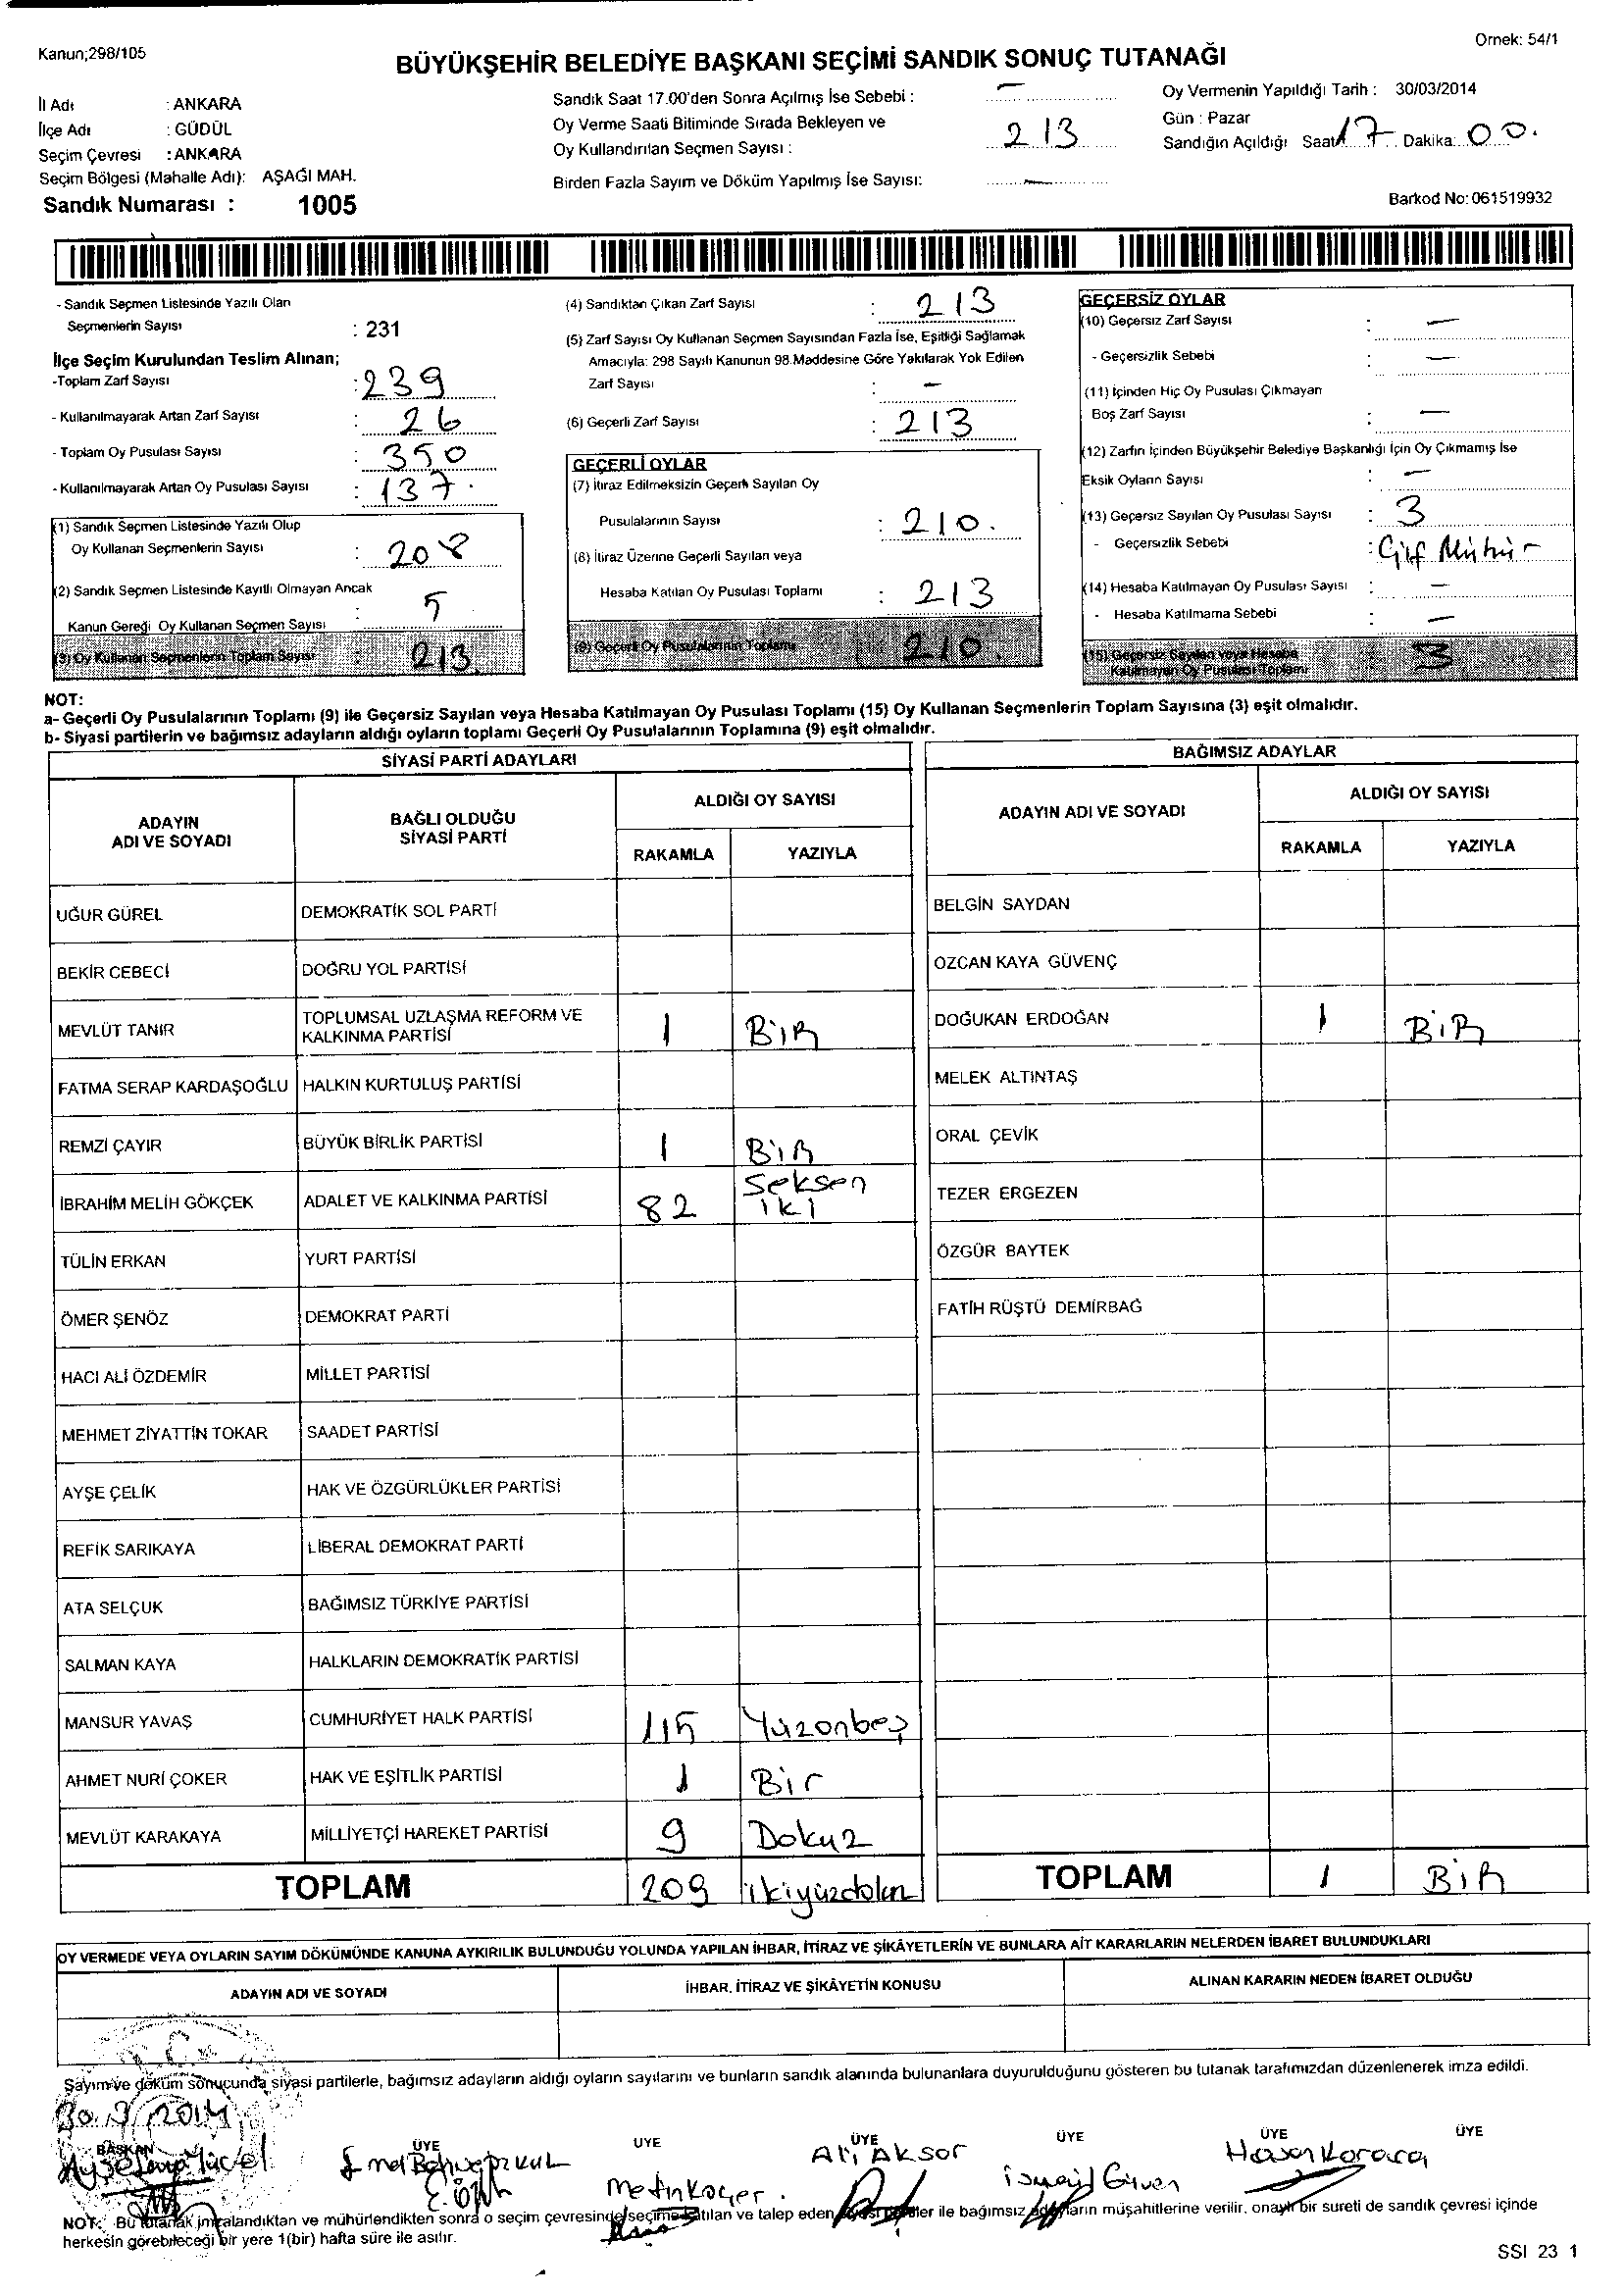 Kanun;298/105
Örnek: 54/1
BÜYÜKŞEHİR BELEDİYE BAŞKANI SEÇİMİ SANDIK SONUÇ TUTANAĞI
İl Adı : ANKARA
İlçe Adı : GÜDÜL
Seçim Çevresi : ANKARA
Seçim Bölgesi (Mahalle Adı): AŞAĞI MAH.
Sandık Numarası : 1005
Sandık Saat 17.00'den Sonra Açılmış İse Sebebi : —
Oy Verme Saati Bitiminde Sırada Bekleyen ve
Oy Kullandırılan Seçmen Sayısı : 213
Birden Fazla Sayım ve Döküm Yapılmış İse Sayısı: —
Oy Vermenin Yapıldığı Tarih : 30/03/2014
Gün : Pazar
Sandığın Açıldığı Saat 17 Dakika: 00.
Barkod No: 061519932
- Sandık Seçmen Listesinde Yazılı Olan
Seçmenlerin Sayısı : 231
İlçe Seçim Kurulundan Teslim Alınan;
-Toplam Zarf Sayısı : 239
- Kullanılmayarak Artan Zarf Sayısı : 26
- Toplam Oy Pusulası Sayısı : 350
- Kullanılmayarak Artan Oy Pusulası Sayısı : 137.
(1) Sandık Seçmen Listesinde Yazılı Olup
Oy Kullanan Seçmenlerin Sayısı : 208
(2) Sandık Seçmen Listesinde Kayıtlı Olmayan Ancak
Kanun Gereği Oy Kullanan Seçmen Sayısı : 5
(3) Oy Kullanan Seçmenlerin Toplam Sayısı : 213
(4) Sandıktan Çıkan Zarf Sayısı : 213
(5) Zarf Sayısı Oy Kullanan Seçmen Sayısından Fazla İse, Eşitliği Sağlamak
Amacıyla: 298 Sayılı Kanunun 98.Maddesine Göre Yakılarak Yok Edilen
Zarf Sayısı : —
(6) Geçerli Zarf Sayısı : 213
GEÇERLİ OYLAR
(7) İtiraz Edilmeksizin Geçerli Sayılan Oy
Pusulalarının Sayısı : 210.
(8) İtiraz Üzerine Geçerli Sayılan veya
Hesaba Katılan Oy Pusulası Toplamı : 213
(9) Geçerli Oy Pusulalarının Toplamı 210.
GEÇERSİZ OYLAR
(10) Geçersiz Zarf Sayısı : —
- Geçersizlik Sebebi : —
(11) İçinden Hiç Oy Pusulası Çıkmayan
Boş Zarf Sayısı : —
(12) Zarfın İçinden Büyükşehir Belediye Başkanlığı İçin Oy Çıkmamış İse
Eksik Oyların Sayısı : —
(13) Geçersiz Sayılan Oy Pusulası Sayısı : 3
- Geçersizlik Sebebi : Çift Mühür
(14) Hesaba Katılmayan Oy Pusulası Sayısı : —
- Hesaba Katılmama Sebebi : —
(15) Geçersiz Sayılan veya Hesaba
Katılmayan Oy Pusulası Toplamı 3
NOT:
a- Geçerli Oy Pusulalarının Toplamı (9) ile Geçersiz Sayılan veya Hesaba Katılmayan Oy Pusulası Toplamı (15) Oy Kullanan Seçmenlerin Toplam Sayısına (3) eşit olmalıdır.
b- Siyasi partilerin ve bağımsız adayların aldığı oyların toplamı Geçerli Oy Pusulalarının Toplamına (9) eşit olmalıdır.
SİYASİ PARTİ ADAYLARI
ADAYIN ADI VE SOYADI
BAĞLI OLDUĞU SİYASİ PARTİ
ALDIĞI OY SAYISI
RAKAMLA YAZIYLA
UĞUR GÜREL DEMOKRATİK SOL PARTİ
BEKİR CEBECİ DOĞRU YOL PARTİSİ
MEVLÜT TANIR TOPLUMSAL UZLAŞMA REFORM VE KALKINMA PARTİSİ 1 BİR
FATMA SERAP KARDAŞOĞLU HALKIN KURTULUŞ PARTİSİ
REMZİ ÇAYIR BÜYÜK BİRLİK PARTİSİ 1 BİR
İBRAHİM MELİH GÖKÇEK ADALET VE KALKINMA PARTİSİ 82 Seksen iki
TÜLİN ERKAN YURT PARTİSİ
ÖMER ŞENÖZ DEMOKRAT PARTİ
HACI ALİ ÖZDEMİR MİLLET PARTİSİ
MEHMET ZİYATTİN TOKAR SAADET PARTİSİ
AYŞE ÇELİK HAK VE ÖZGÜRLÜKLER PARTİSİ
REFİK SARIKAYA LİBERAL DEMOKRAT PARTİ
ATA SELÇUK BAĞIMSIZ TÜRKİYE PARTİSİ
SALMAN KAYA HALKLARIN DEMOKRATİK PARTİSİ
MANSUR YAVAŞ CUMHURİYET HALK PARTİSİ 115 Yüzonbeş
AHMET NURİ ÇOKER HAK VE EŞİTLİK PARTİSİ 1 Bir
MEVLÜT KARAKAYA MİLLİYETÇİ HAREKET PARTİSİ 9 Dokuz
TOPLAM 209
BAĞIMSIZ ADAYLAR
ADAYIN ADI VE SOYADI
ALDIĞI OY SAYISI
RAKAMLA YAZIYLA
BELGİN SAYDAN
ÖZCAN KAYA GÜVENÇ
DOĞUKAN ERDOĞAN 1 BİR
MELEK ALTINTAŞ
ORAL ÇEVİK
TEZER ERGEZEN
ÖZGÜR BAYTEK
FATİH RÜŞTÜ DEMİRBAĞ
TOPLAM 1 BİR
OY VERMEDE VEYA OYLARIN SAYIM DÖKÜMÜNDE KANUNA AYKIRILIK BULUNDUĞU YOLUNDA YAPILAN İHBAR, İTİRAZ VE ŞİKÂYETLERİN VE BUNLARA AİT KARARLARIN NELERDEN İBARET BULUNDUKLARI
ADAYIN ADI VE SOYADI
İHBAR, İTİRAZ VE ŞİKÂYETİN KONUSU
ALINAN KARARIN NEDEN İBARET OLDUĞU
Sayım ve döküm sonucunda siyasi partilerle, bağımsız adayların aldığı oyların sayılarını ve bunların sandık alanında bulunanlara duyurulduğunu gösteren bu tutanak tarafımızdan düzenlenerek imza edildi.
30.3.2014
BAŞKAN ÜYE ÜYE ÜYE ÜYE ÜYE ÜYE
Metin Koçer
Ali Aksor
İsmail Güven
NOT: Bu tutanak imzalandıktan ve mühürlendikten sonra o seçim çevresinde seçime katılan ve talep eden siyasi partiler ile bağımsız adayların müşahitlerine verilir, onaylı bir sureti de sandık çevresi içinde
herkesin görebileceği bir yere 1(bir) hafta süre ile asılır.
SSI 23 1